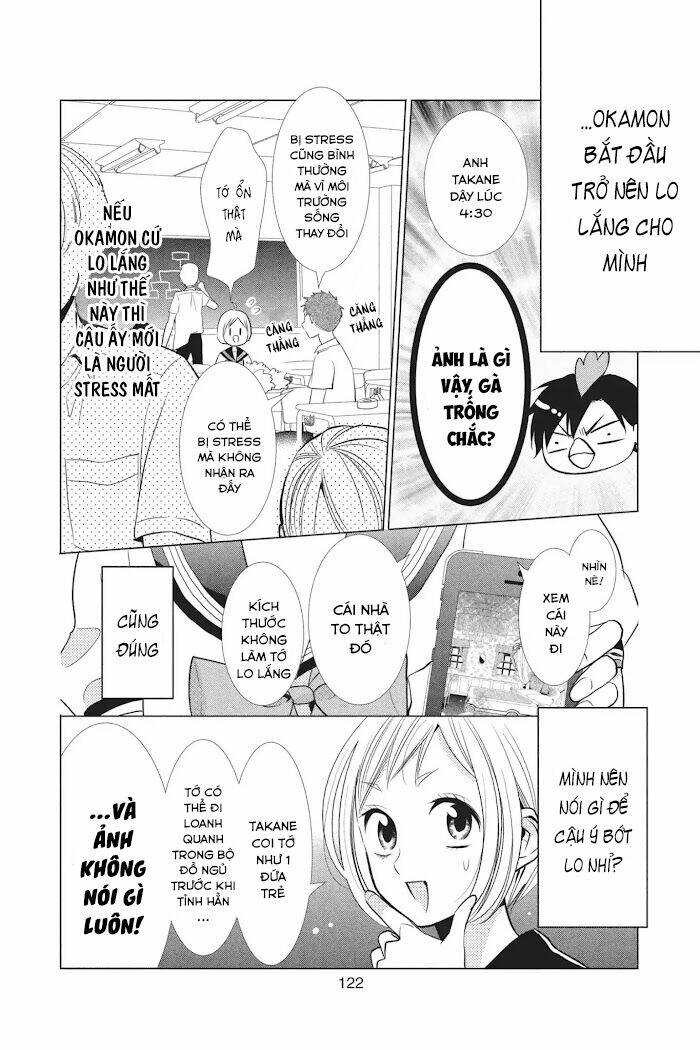 ...OKAMON
BẮT ĐẦU
TRỞ NÊN LO
LẮNG CHO
MÌNH
ANH
TAKANE
DẬY LÚC
4:30
ẢNH LÀ GÌ
VẬY, GÀ
TRỐNG
CHẮC?
BỊ STRESS
CŨNG BÌNH
THƯỜNG
MÀ VÌ MÔI
TRƯỜNG
SỐNG
THAY ĐỔI
TỚ ỔN
THẬT
MÀ
CĂNG
THẲNG
CĂNG
THẲNG
NẾU
OKAMON CỨ
LO LẮNG
NHƯ THẾ
NÀY THÌ
CẬU ẤY MỚI
LÀ NGƯỜI
STRESS MẤT
CÓ THỂ
BỊ STRESS
MÀ KHÔNG
NHẬN RA
ĐẤY
NHÌN
NÈ!
XEM
CÁI
NÀY
ĐI
CÁI NHÀ
TO THẬT
ĐÓ
KÍCH
THƯỚC
KHÔNG
LÀM TỚ
LO LẮNG
CŨNG
ĐÚNG
MÌNH NÊN
NÓI GÌ ĐỂ
CẬU Ý BỚT
LO NHỈ?
TAKANE
COI TỚ
NHƯ 1
ĐỨA
TRẺ
TỚ CÓ
THỂ ĐI
LOANH
QUANH
TRONG BỘ
ĐỒ NGỦ
TRƯỚC KHI
TỈNH HẲN
...
...VÀ
ẢNH
KHÔNG
NÓI GÌ
LUÔN!
122